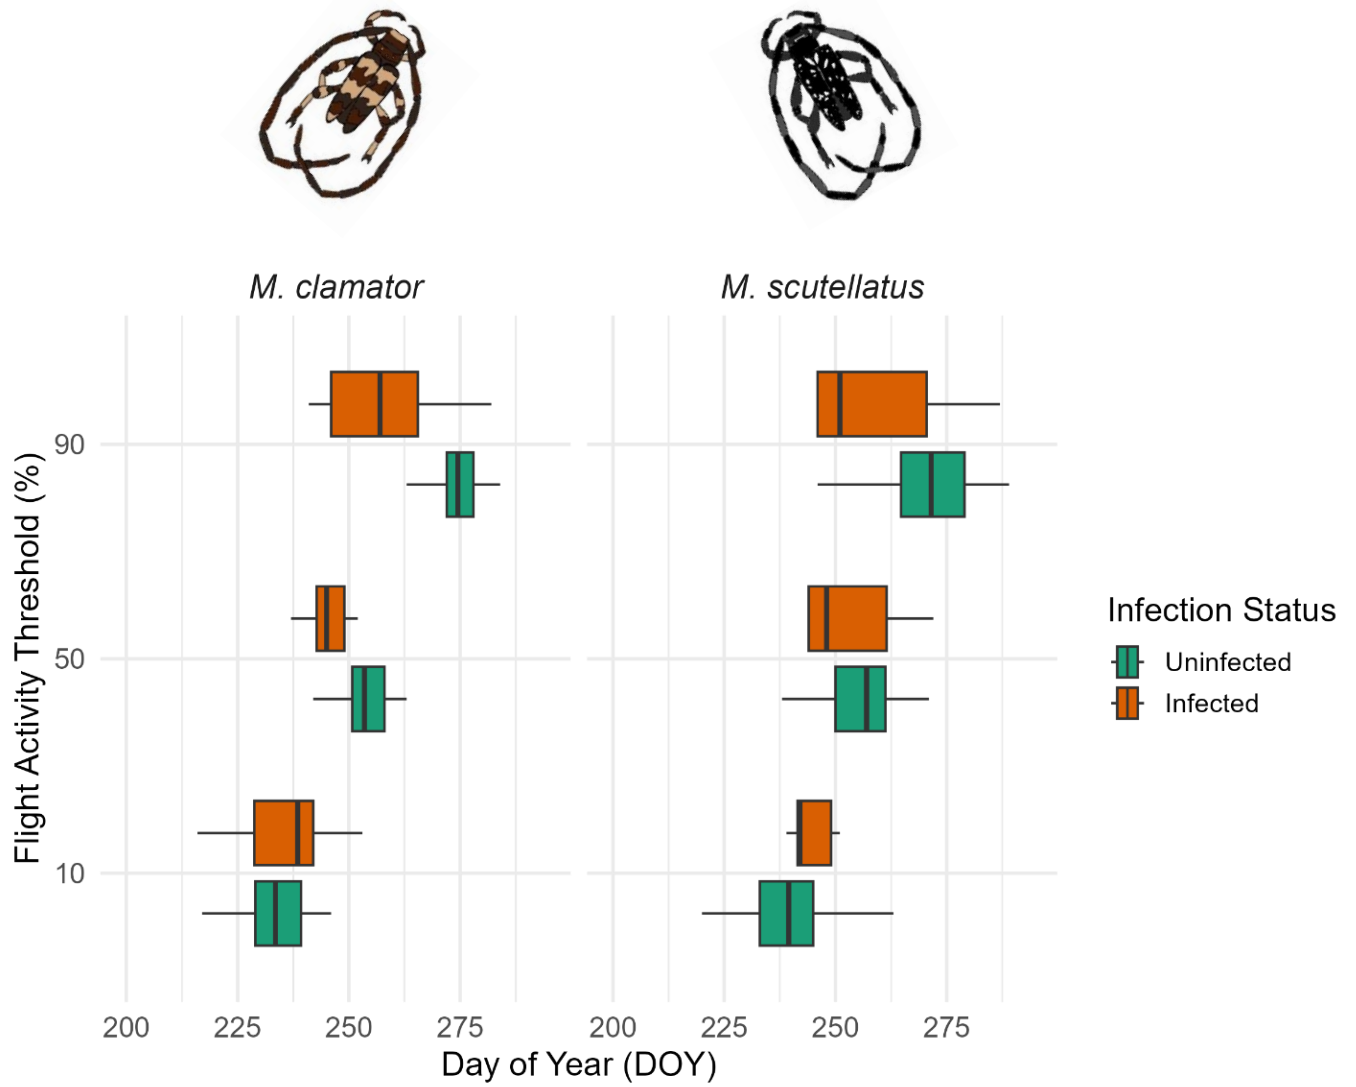 M. clamator
M. scutellatus
Flight Activity Threshold (%)
90
50
10
200 225 250 275
200 225 250 275
Day of Year (DOY)
Infection Status
Uninfected
Infected